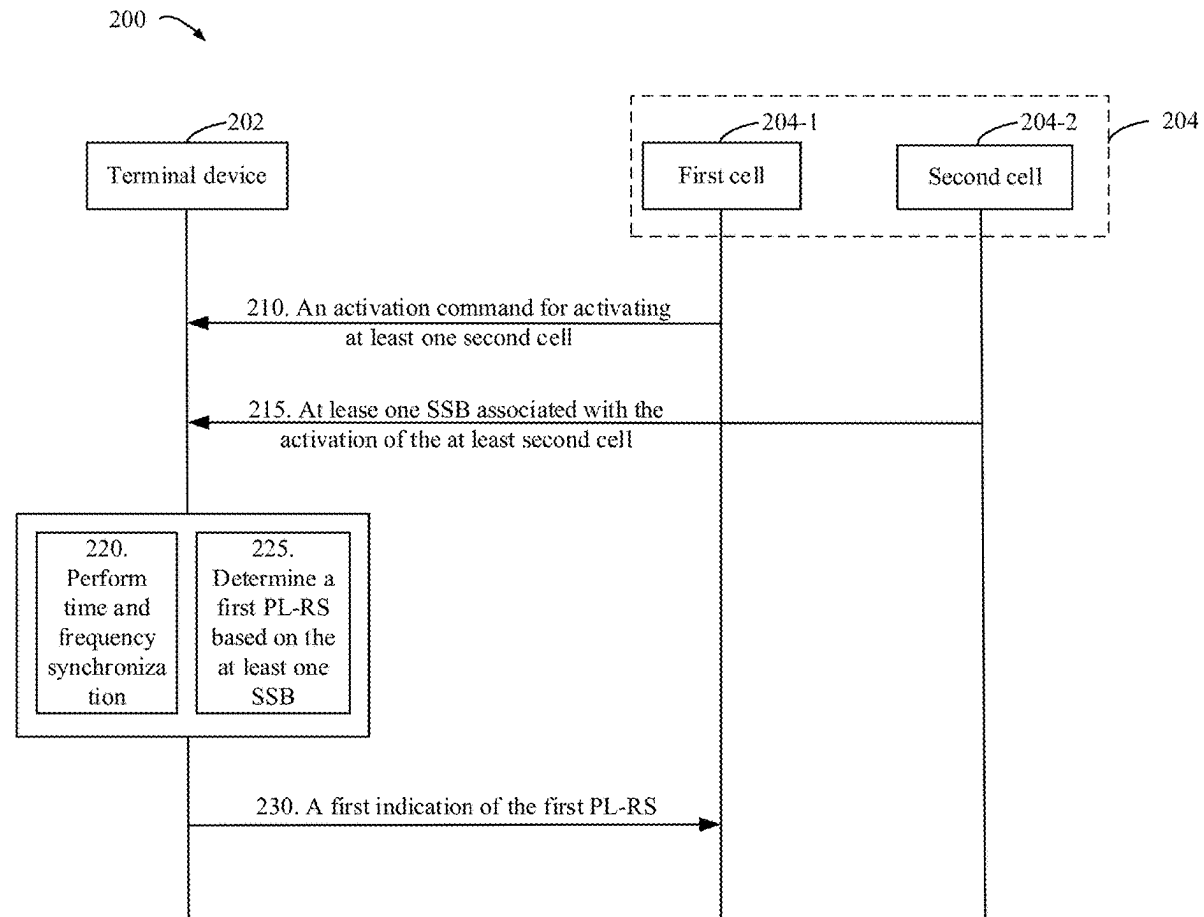 200
202
204-1
204-2
204
Terminal device
First cell
Second cell
210. An activation command for activating
at least one second cell
215. At lease one SSB associated with the
activation of the at least second cell
220.
Perform
time and
frequency
synchroniza
tion
225.
Determine a
first PL-RS
based on the
at least one
SSB
230. A first indication of the first PL-RS